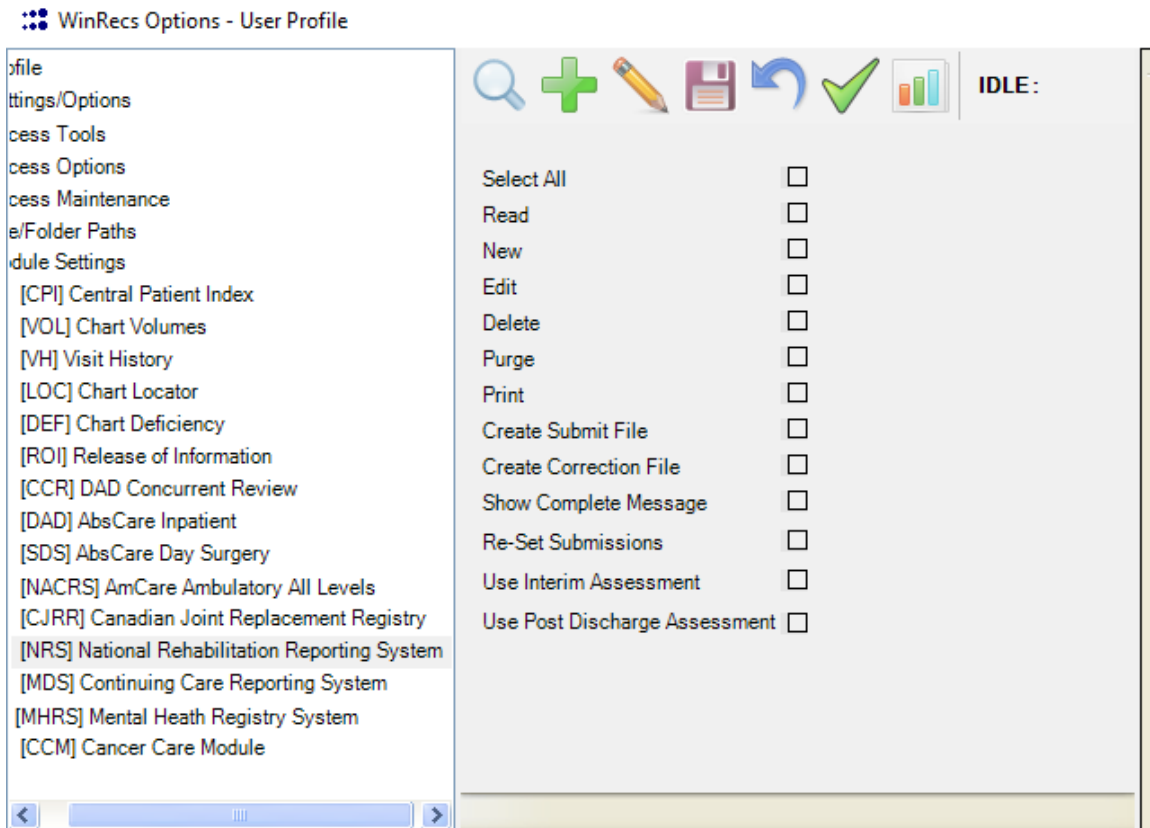 WinRecs Options - User Profile
ofile
ttings/Options
cess Tools
cess Options
cess Maintenance
e/Folder Paths
dule Settings
[CPI] Central Patient Index
[VOL] Chart Volumes
[VH] Visit History
[LOC] Chart Locator
[DEF] Chart Deficiency
[ROI] Release of Information
[CCR] DAD Concurrent Review
[DAD] AbsCare Inpatient
[SDS] AbsCare Day Surgery
[NACRS] AmCare Ambulatory All Levels
[CJRR] Canadian Joint Replacement Registry
[NRS] National Rehabilitation Reporting System
[MDS] Continuing Care Reporting System
[MHRS] Mental Heath Registry System
[CCM] Cancer Care Module
IDLE:
Select All
Read
New
Edit
Delete
Purge
Print
Create Submit File
Create Correction File
Show Complete Message
Re-Set Submissions
Use Interim Assessment
Use Post Discharge Assessment